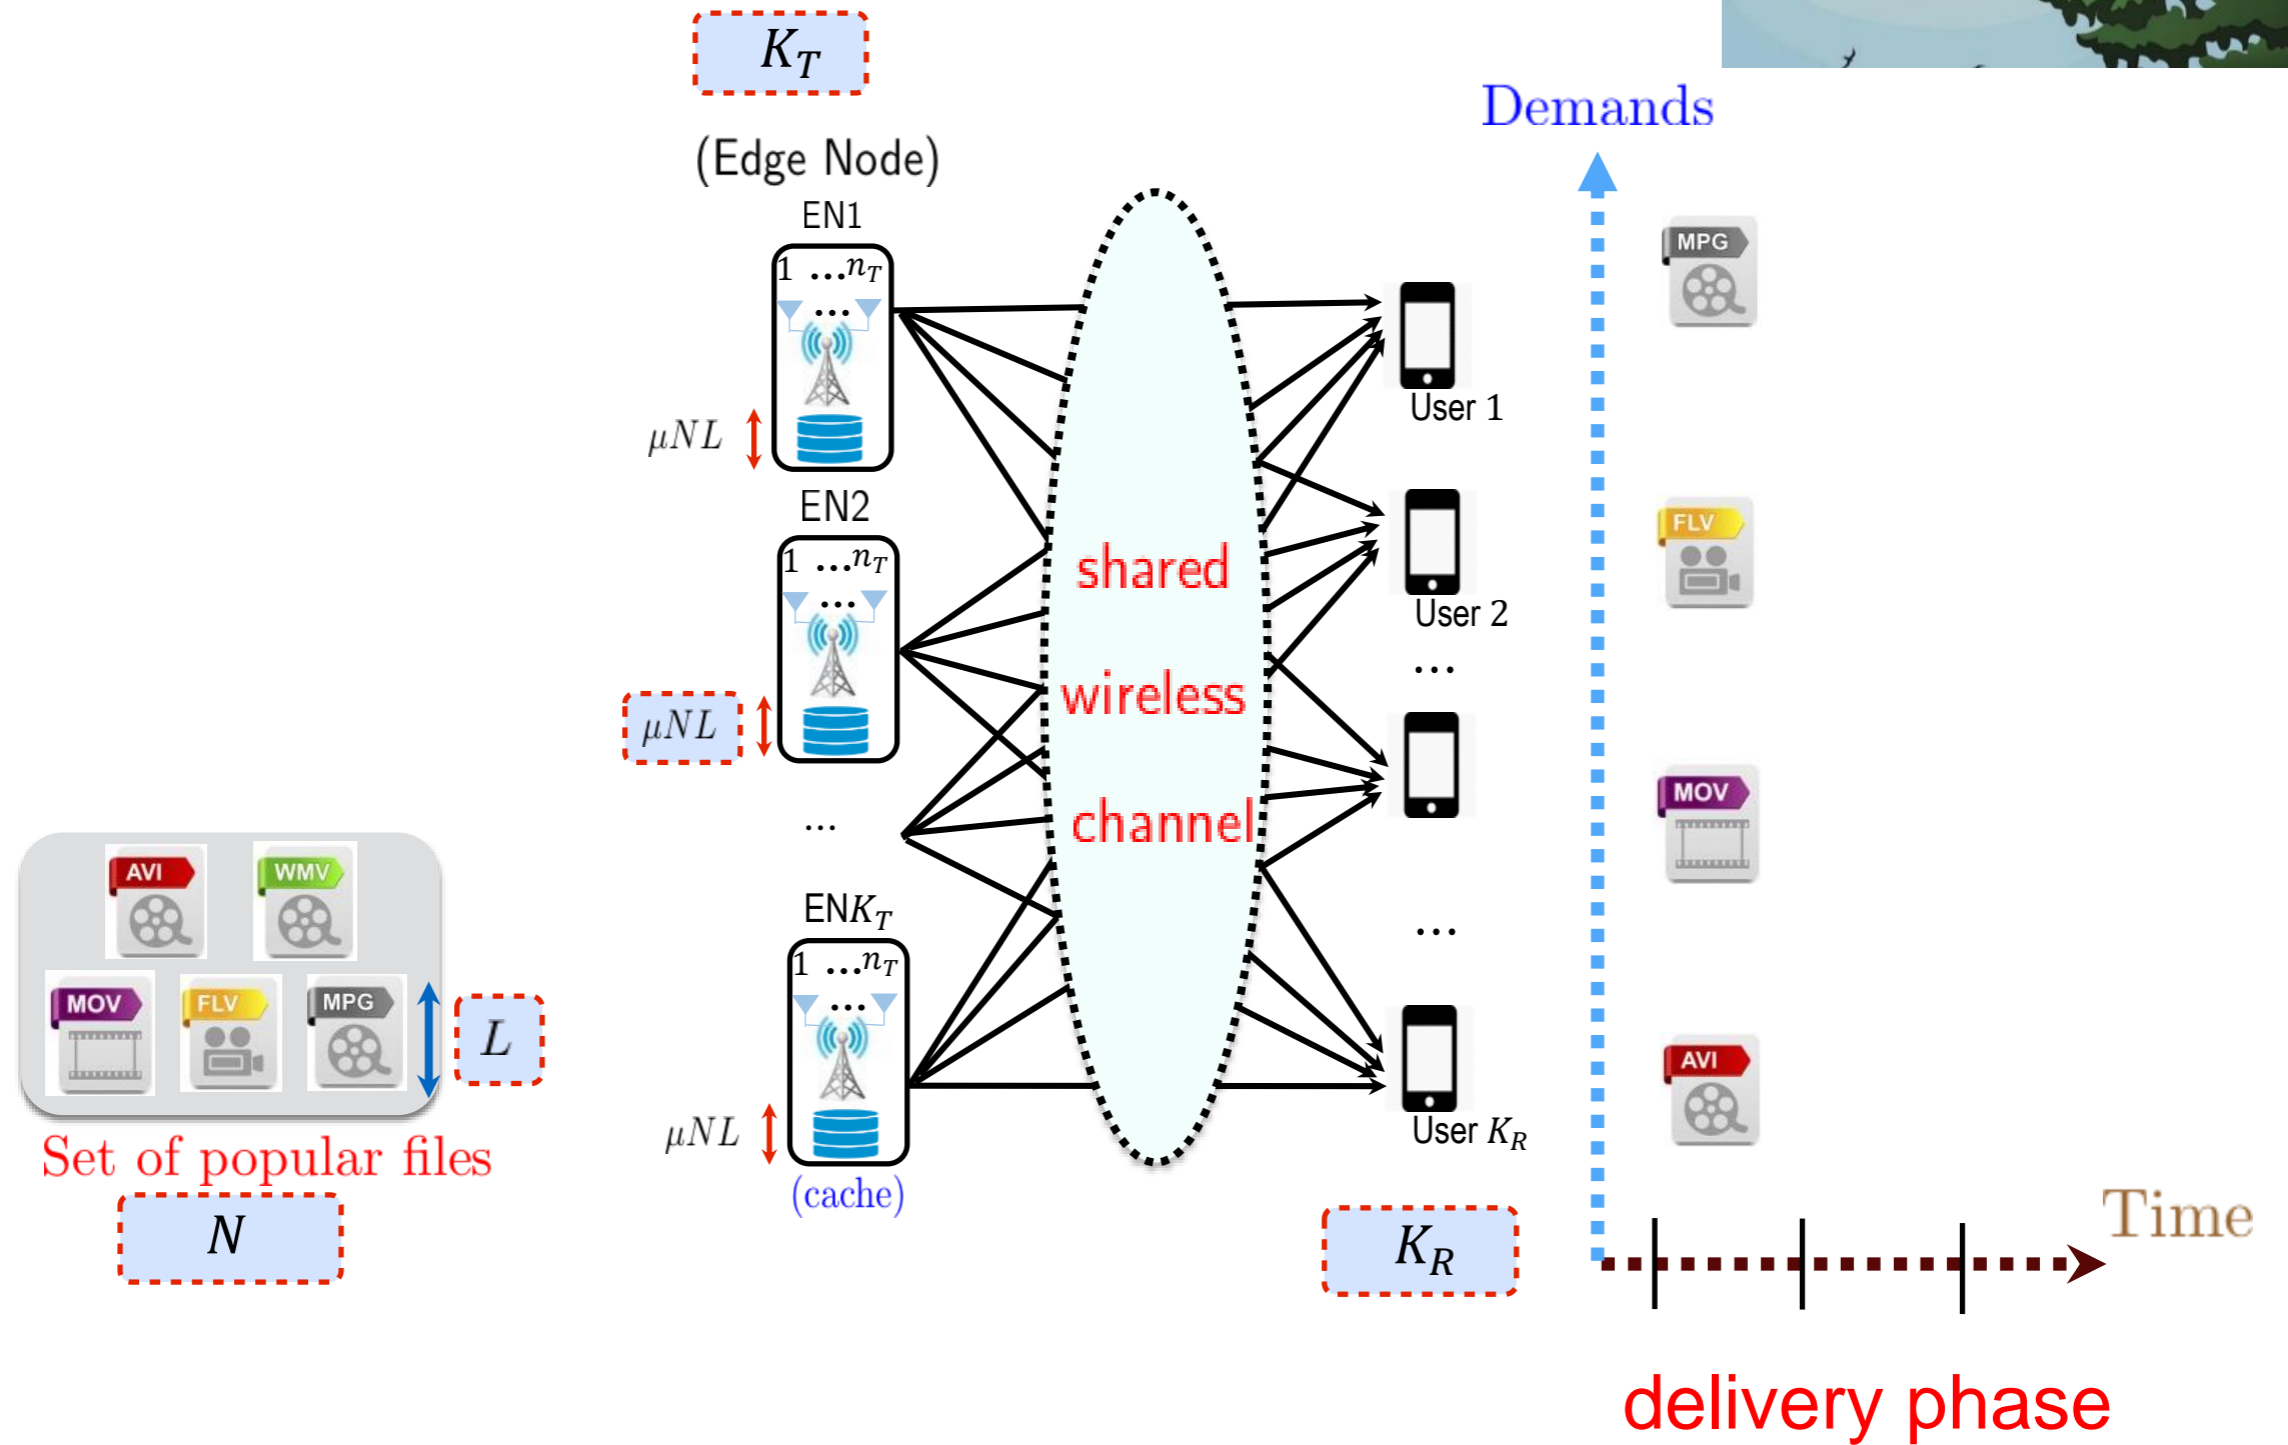 K_T
(Edge Node)
EN1
1 ...n_T
...
μNL
EN2
1 ...n_T
...
μNL
...
ENK_T
1 ...n_T
...
μNL
(cache)
AVI
WMV
MOV
FLV
MPG
L
Set of popular files
N
shared
wireless
channel
User 1
User 2
...
...
User K_R
K_R
Demands
MPG
FLV
MOV
AVI
Time
delivery phase